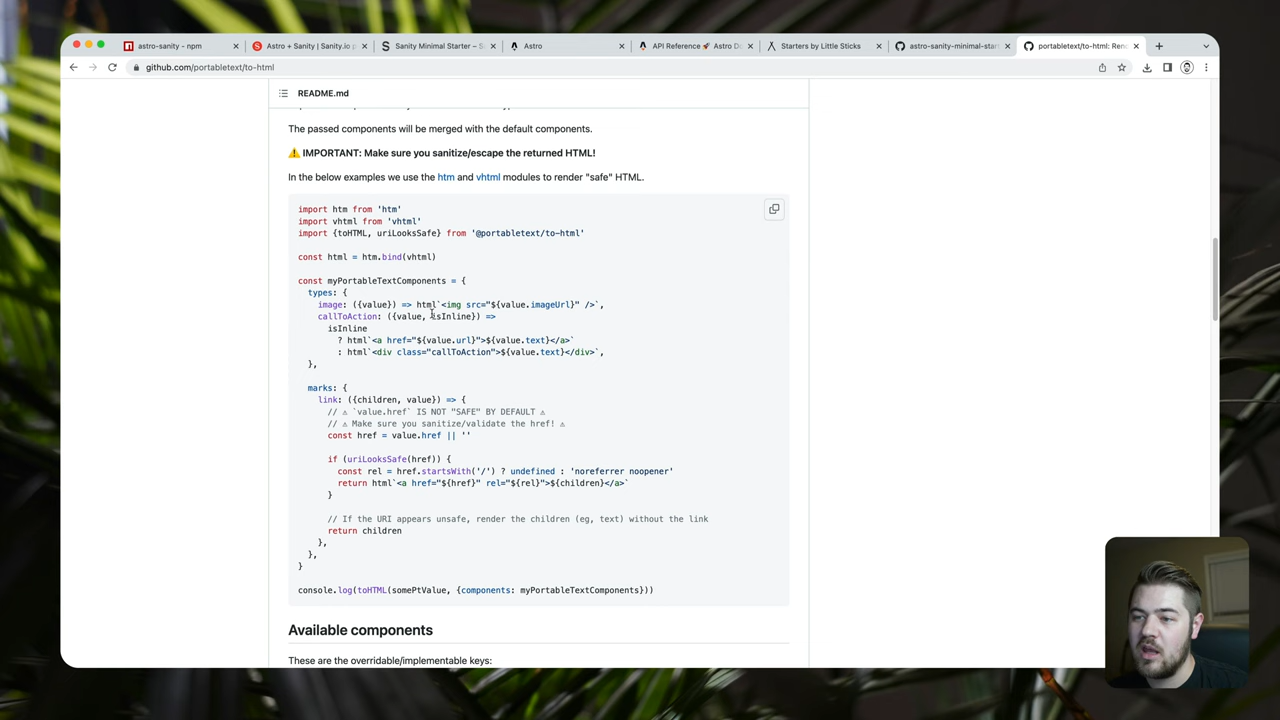 astro-sanity - npm
Astro + Sanity | Sanity.io p
Sanity Minimal Starter – S
Astro
API Reference 🚀 Astro D
Starters by Little Sticks
astro-sanity-minimal-star
portabletext/to-html: Ren
github.com/portabletext/to-html
README.md
The passed components will be merged with the default components.
⚠️ IMPORTANT: Make sure you sanitize/escape the returned HTML!
In the below examples we use the htm and vhtml modules to render "safe" HTML.
import htm from 'htm'
import vhtml from 'vhtml'
import {toHTML, uriLooksSafe} from '@portabletext/to-html'
const html = htm.bind(vhtml)
const myPortableTextComponents = {
types: {
image: ({value}) => html`<img src="${value.imageUrl}" />`,
callToAction: ({value, isInline}) =>
isInline
? html`<a href="${value.url}">${value.text}</a>`
: html`<div class="callToAction">${value.text}</div>`,
},
marks: {
link: ({children, value}) => {
// ⚠ `value.href` IS NOT "SAFE" BY DEFAULT ⚠
// ⚠ Make sure you sanitize/validate the href! ⚠
const href = value.href || ''
if (uriLooksSafe(href)) {
const rel = href.startsWith('/') ? undefined : 'noreferrer noopener'
return html`<a href="${href}" rel="${rel}">${children}</a>`
}
// If the URI appears unsafe, render the children (eg, text) without the link
return children
},
},
}
console.log(toHTML(somePtValue, {components: myPortableTextComponents}))
Available components
These are the overridable/implementable keys: